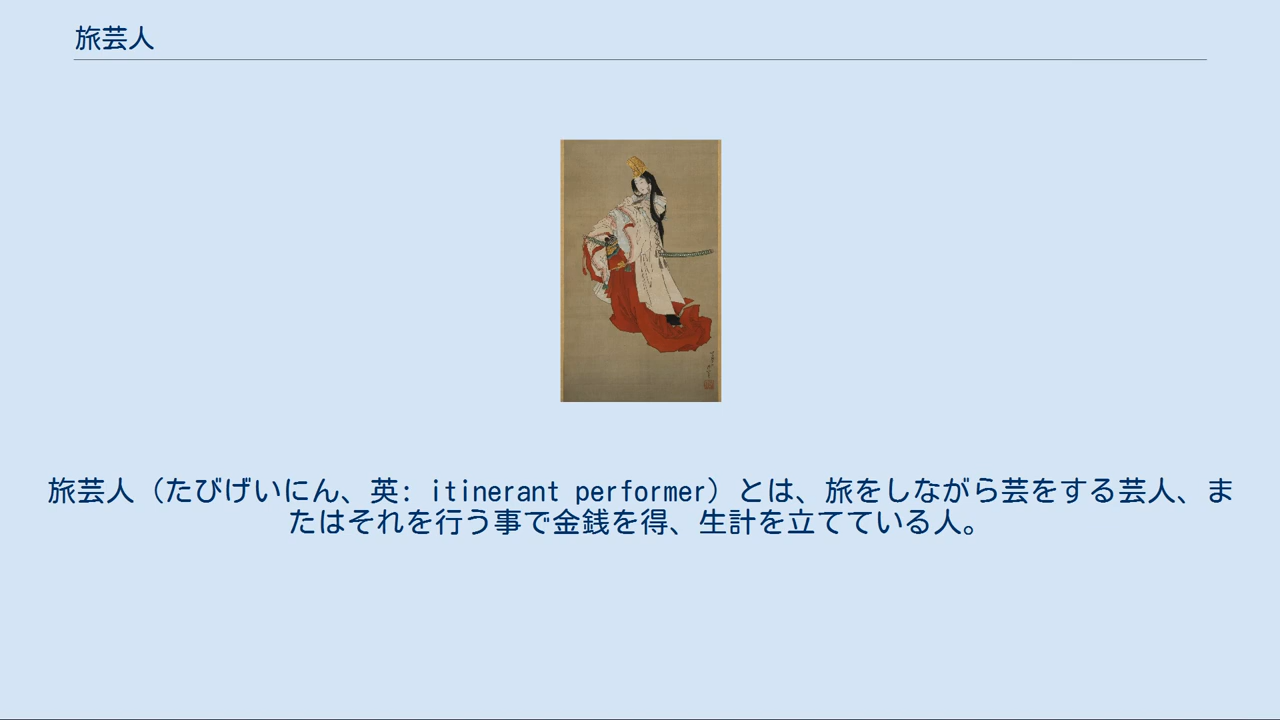 旅芸人
旅芸人（たびげいにん、英: itinerant performer）とは、旅をしながら芸をする芸人、ま
たはそれを行う事で金銭を得、生計を立てている人。